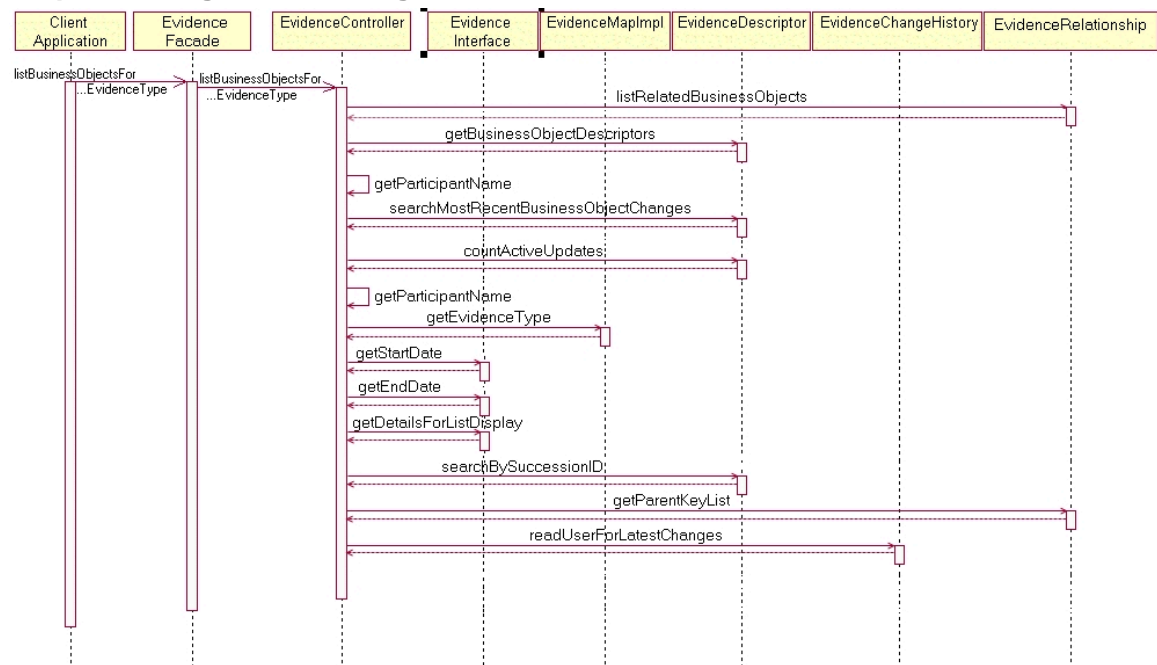 Client
Application
Evidence
Facade
EvidenceController
Evidence
Interface
EvidenceMapImpl
EvidenceDescriptor
EvidenceChangeHistory
EvidenceRelationship
listBusinessObjectsFor
...EvidenceType
listBusinessObjectsFor
...EvidenceType
listRelatedBusinessObjects
getBusinessObjectDescriptors
getParticipantName
searchMostRecentBusinessObjectChanges
countActiveUpdates
getParticipantName
getEvidenceType
getStartDate
getEndDate
getDetailsForListDisplay
searchBySuccessionID
getParentKeyList
readUserForLatestChanges